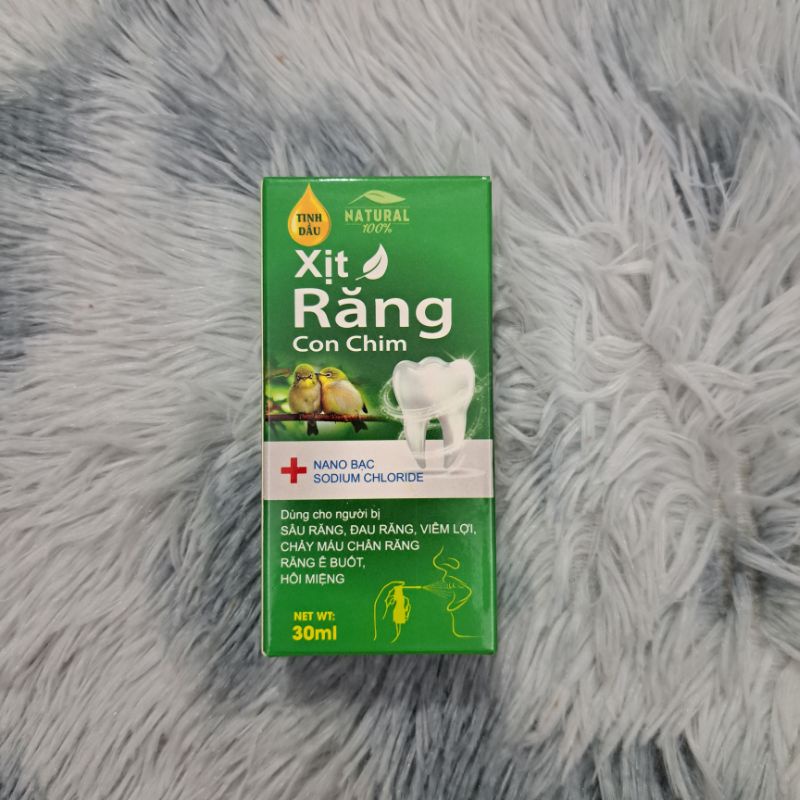 TINH
DẦU
NATURAL
100%
Xịt
Răng
Con Chim
NANO BẠC
SODIUM CHLORIDE
Dùng cho người bị
SÂU RĂNG, ĐAU RĂNG, VIÊM LỢI,
CHẢY MÁU CHÂN RĂNG
RĂNG Ê BUỐT,
HÔI MIỆNG
NET WT:
30ml